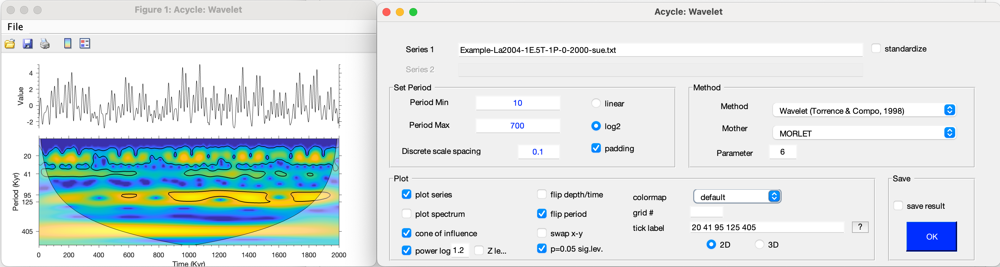 Figure 1: Acycle: Wavelet
File
4
2
0
-2
Value
20
41
95
125
405
Period (Kyr)
0 200 400 600 800 1000 1200 1400 1600 1800 2000
Time (Kyr)
Acycle: Wavelet
Series 1 Example-La2004-1E.5T-1P-0-2000-sue.txt standardize
Series 2
Set Period
Period Min 10 linear
Period Max 700 log2
Discrete scale spacing 0.1 padding
Method
Method Wavelet (Torrence & Compo, 1998)
Mother MORLET
Parameter 6
Plot
plot series flip depth/time colormap default
plot spectrum flip period grid #
cone of influence swap x-y tick label 20 41 95 125 405 ?
power log 1.2 Z le... p=0.05 sig.lev. 2D 3D
Save
save result
OK